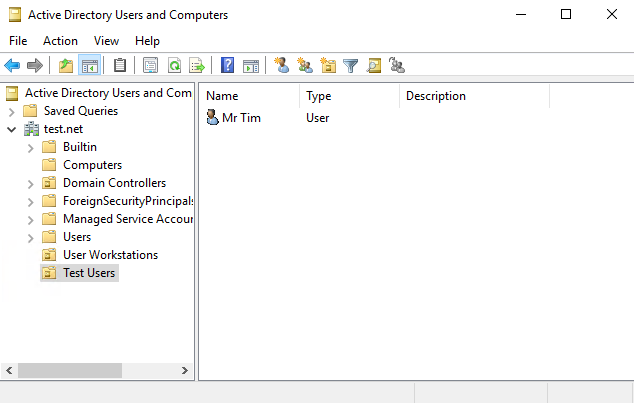 Active Directory Users and Computers
File Action View Help
Active Directory Users and Com
Saved Queries
test.net
Builtin
Computers
Domain Controllers
ForeignSecurityPrincipals
Managed Service Accour
Users
User Workstations
Test Users
Name Type Description
Mr Tim User